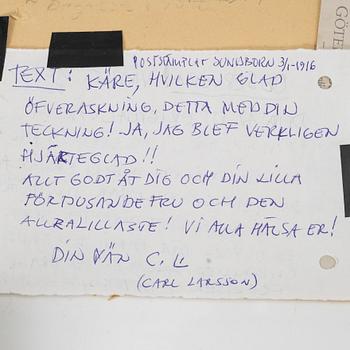 POSTSTÄMPLAT SUNDBORN 3/1-1916
TEXT: KÄRE, HVILKEN GLAD
ÖFVERASKNING, DETTA MED DIN
TECKNING! JA, JAG BLEF VERKLIGEN
HJÄRTEGLAD!!
ALLT GODT ÅT DIG OCH DIN LILLA
FÖRTJUSANDE FRU OCH DEN
ALLRALILLASTE! VI ALLA HÄLSA ER!
DIN VÄN C. L.
(CARL LARSSON)
GÖTE